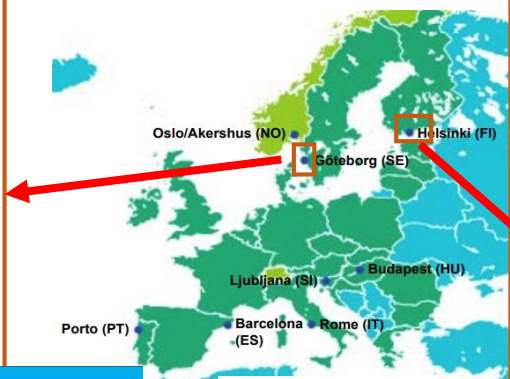 Oslo/Akershus (NO)
Helsinki (FI)
Göteborg (SE)
Budapest (HU)
Ljubljana (SI)
Porto (PT)
Barcelona
(ES)
Rome (IT)